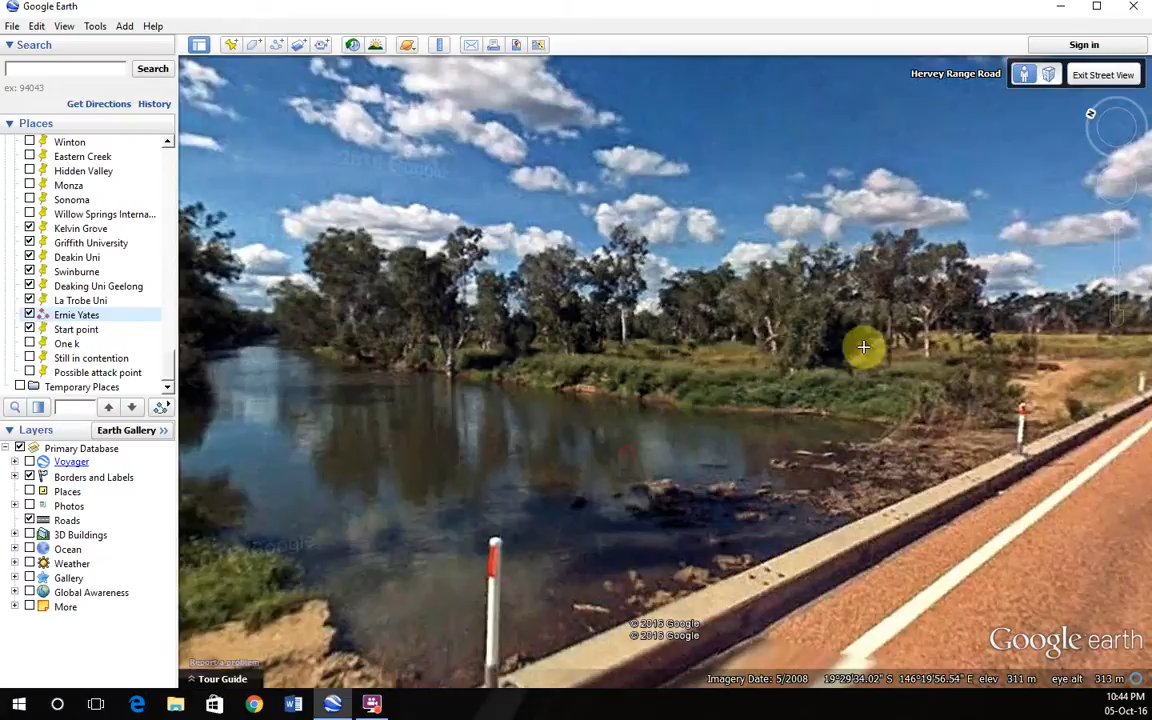 Google Earth
File Edit View Tools Add Help
Search
Sign in
Search
ex: 94043
Get Directions History
Hervey Range Road
Exit Street View
N
Places
Winton
Eastern Creek
Hidden Valley
Monza
Sonoma
Willow Springs Interna...
Kelvin Grove
Griffith University
Deakin Uni
Swinburne
Deaking Uni Geelong
La Trobe Uni
Ernie Yates
Start point
One k
Still in contention
Possible attack point
Temporary Places
Layers
Earth Gallery >>
Primary Database
Voyager
Borders and Labels
Places
Photos
Roads
3D Buildings
Ocean
Weather
Gallery
Global Awareness
More
© 2016 Google
© 2016 Google
Google earth
Report a problem
Tour Guide
Imagery Date: 5/2008 19°29'34.02" S 146°19'56.54" E elev 311 m eye alt 313 m
10:44 PM
05-Oct-16